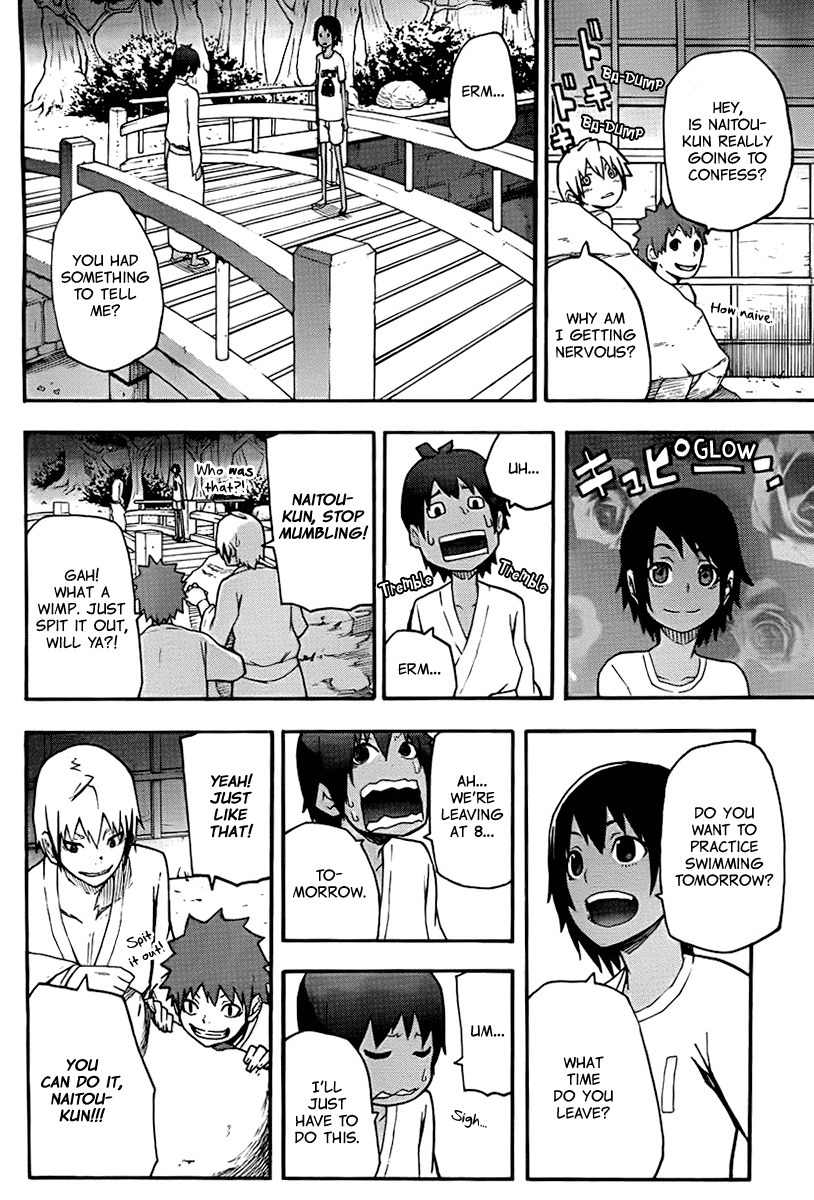 HEY,
IS NAITOU-
KUN REALLY
GOING TO
CONFESS?
ドキ
BA-DUMP
ドキ
BA-DUMP
How naive.
WHY AM
I GETTING
NERVOUS?
ERM...
YOU HAD
SOMETHING
TO TELL
ME?
キュピーン
GLOW
UH...
Tremble
Tremble
ERM...
NAITOU-
KUN, STOP
MUMBLING!
Who was
that?!
GAH!
WHAT A
WIMP. JUST
SPIT IT OUT,
WILL YA?!
DO YOU
WANT TO
PRACTICE
SWIMMING
TOMORROW?
WHAT
TIME
DO YOU
LEAVE?
AH...
WE'RE
LEAVING
AT 8...
TO-
MORROW.
UM...
Sigh...
I'LL
JUST
HAVE TO
DO THIS.
YEAH!
JUST
LIKE
THAT!
Spit
it out!
YOU
CAN DO IT,
NAITOU-
KUN!!!